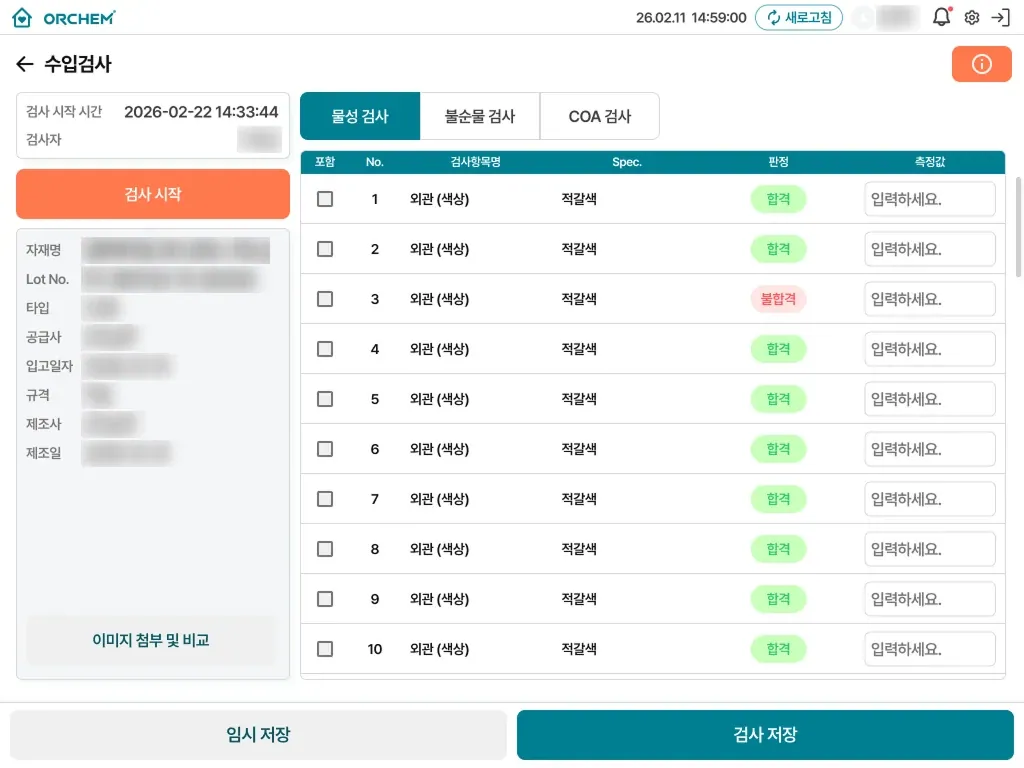 ORCHEM
26.02.11 14:59:00
새로고침
수입검사
검사 시작 시간 2026-02-22 14:33:44
검사자
검사 시작
자재명
Lot No.
타입
공급사
입고일자
규격
제조사
제조일
이미지 첨부 및 비교
물성 검사 불순물 검사 COA 검사
포함 No. 검사항목명 Spec. 판정 측정값
1 외관 (색상) 적갈색 합격 입력하세요.
2 외관 (색상) 적갈색 합격 입력하세요.
3 외관 (색상) 적갈색 불합격 입력하세요.
4 외관 (색상) 적갈색 합격 입력하세요.
5 외관 (색상) 적갈색 합격 입력하세요.
6 외관 (색상) 적갈색 합격 입력하세요.
7 외관 (색상) 적갈색 합격 입력하세요.
8 외관 (색상) 적갈색 합격 입력하세요.
9 외관 (색상) 적갈색 합격 입력하세요.
10 외관 (색상) 적갈색 합격 입력하세요.
임시 저장 검사 저장